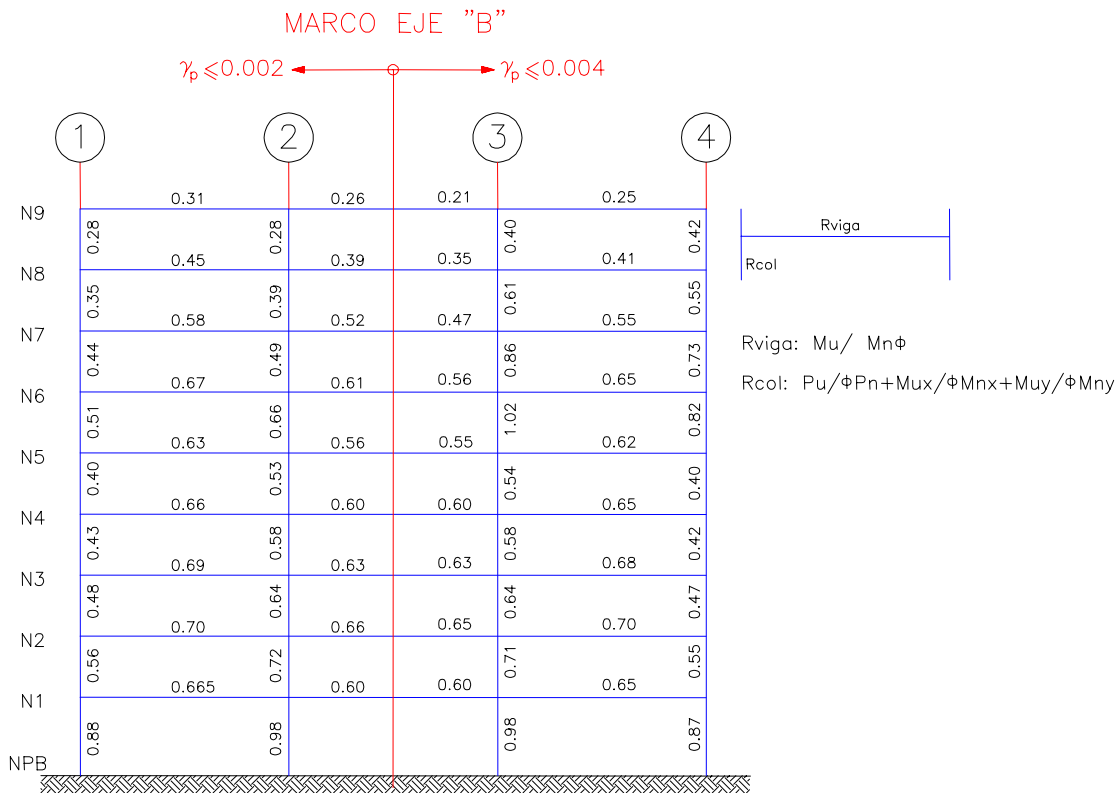 MARCO EJE "B"
γp≤0.002 γp≤0.004
1 2 3 4
0.31 0.26 0.21 0.25
N9
0.28 0.28 0.40 0.42
Rviga
0.45 0.39 0.35 0.41
Rcol
N8
0.35 0.39 0.61 0.55
0.58 0.52 0.47 0.55
N7
Rviga: Mu/ MnΦ
0.44 0.49 0.86 0.73
0.67 0.61 0.56 0.65
Rcol: Pu/ΦPn+Mux/ΦMnx+Muy/ΦMny
N6
0.51 0.66 1.02 0.82
0.63 0.56 0.55 0.62
N5
0.40 0.53 0.54 0.40
0.66 0.60 0.60 0.65
N4
0.43 0.58 0.58 0.42
0.69 0.63 0.63 0.68
N3
0.48 0.64 0.64 0.47
0.70 0.66 0.65 0.70
N2
0.56 0.72 0.71 0.55
0.665 0.60 0.60 0.65
N1
0.88 0.98 0.98 0.87
NPB